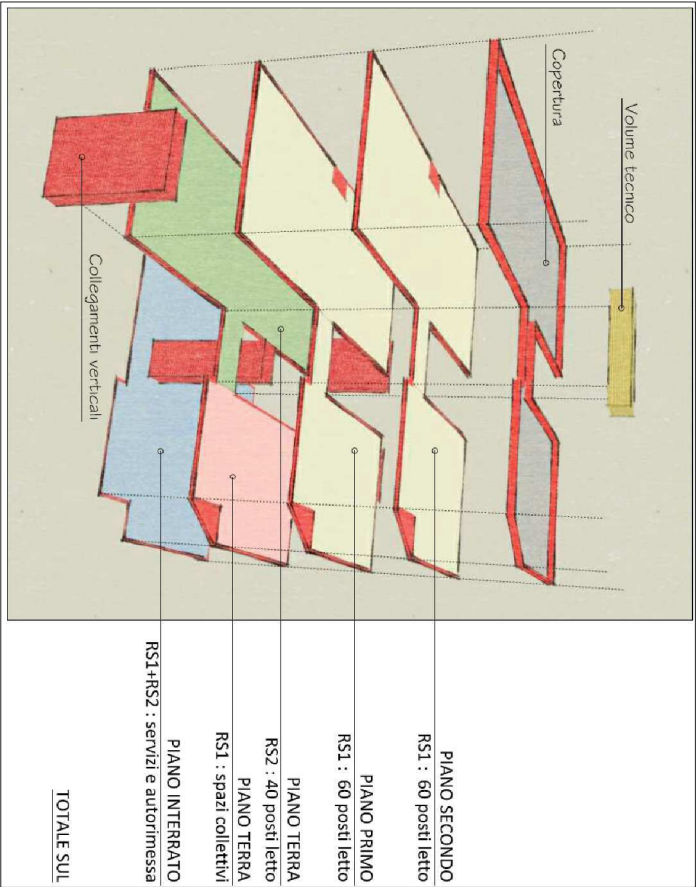 Volume tecnico
Copertura
Collegamenti verticali
PIANO SECONDO
RS1 : 60 posti letto
PIANO PRIMO
RS1 : 60 posti letto
PIANO TERRA
RS2 : 40 posti letto
PIANO TERRA
RS1 : spazi collettivi
PIANO INTERRATO
RS1+RS2 : servizi e autorimessa
TOTALE SUL